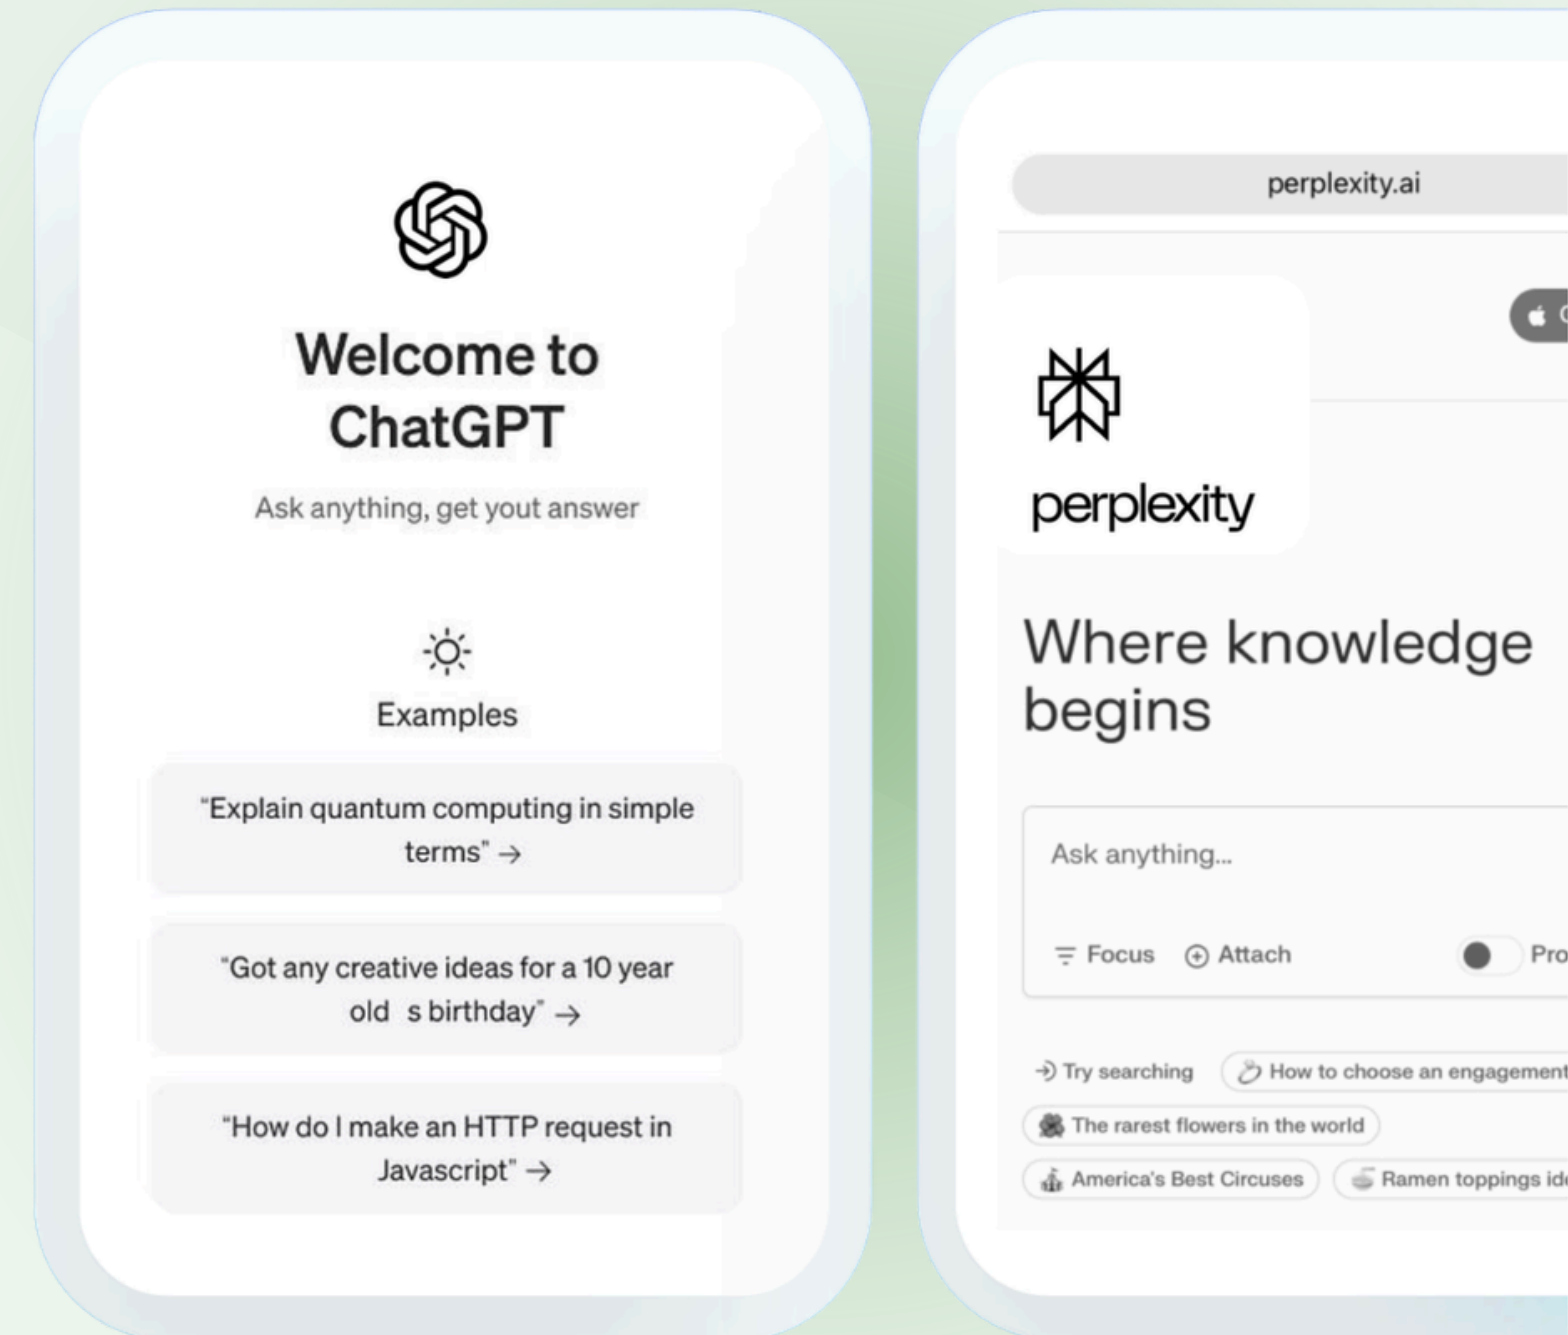 Welcome to
ChatGPT
Ask anything, get yout answer
Examples
"Explain quantum computing in simple
terms" →
"Got any creative ideas for a 10 year
old s birthday" →
"How do I make an HTTP request in
Javascript" →
perplexity.ai
perplexity
Where knowledge
begins
Ask anything...
Focus Attach Pro
Try searching How to choose an engagement
The rarest flowers in the world
America's Best Circuses Ramen toppings